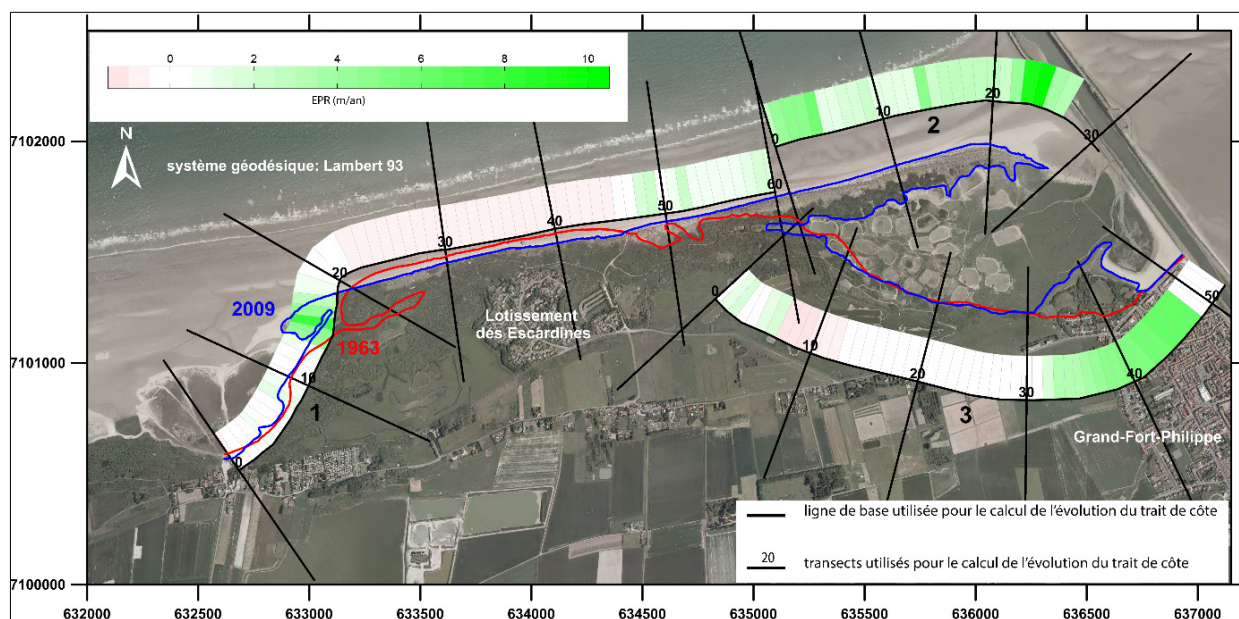 0 2 4 6 8 10
EPR (m/an)
N
système géodésique: Lambert 93
7102000
7101000
7100000
0
10
20
30
40
50
60
1
2009
1963
Lotissement
des Escardines
0
10
20
30
2
0
10
20
30
40
50
3
Grand-Fort-Philippe
ligne de base utilisée pour le calcul de l'évolution du trait de côte
20 transects utilisés pour le calcul de l'évolution du trait de côte
632000 632500 633000 633500 634000 634500 635000 635500 636000 636500 637000